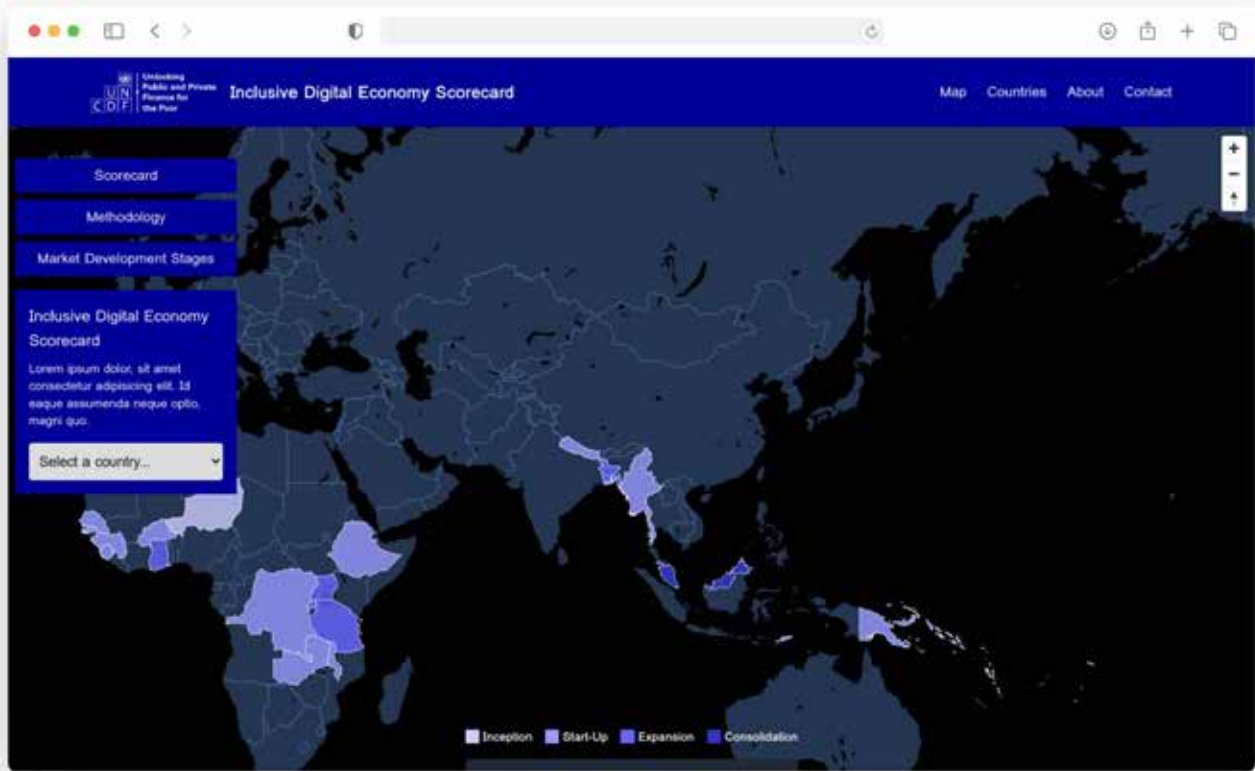 UN
CDF
Unlocking
Public and Private
Finance for
the Poor
Inclusive Digital Economy Scorecard
Map Countries About Contact
Scorecard
Methodology
Market Development Stages
Inclusive Digital Economy
Scorecard
Lorem ipsum dolor, sit amet
consectetur adipisicing elit. Id
eaque assumenda neque optio,
magni quo.
Select a country...
Inception Start-Up Expansion Consolidation